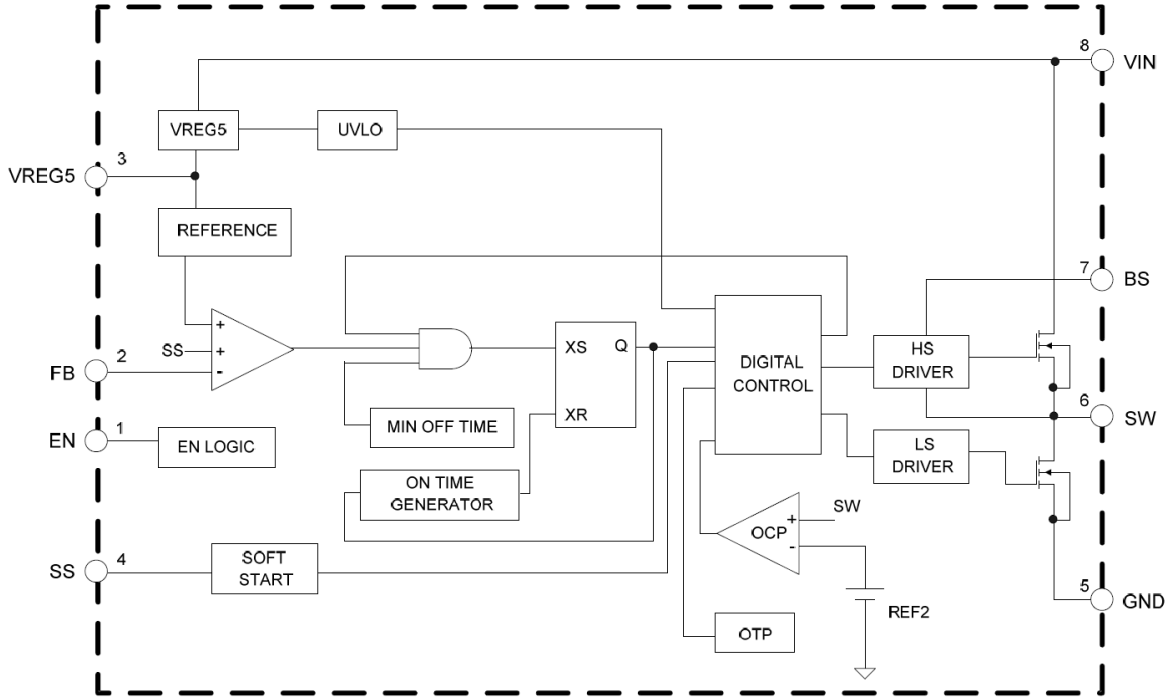 8
VIN
VREG5
UVLO
3
VREG5
REFERENCE
7
BS
+
SS
+
-
2
FB
XS
Q
XR
DIGITAL
CONTROL
HS
DRIVER
6
SW
1
EN
EN LOGIC
MIN OFF TIME
LS
DRIVER
ON TIME
GENERATOR
SW
+
OCP
-
4
SS
SOFT
START
REF2
5
GND
OTP